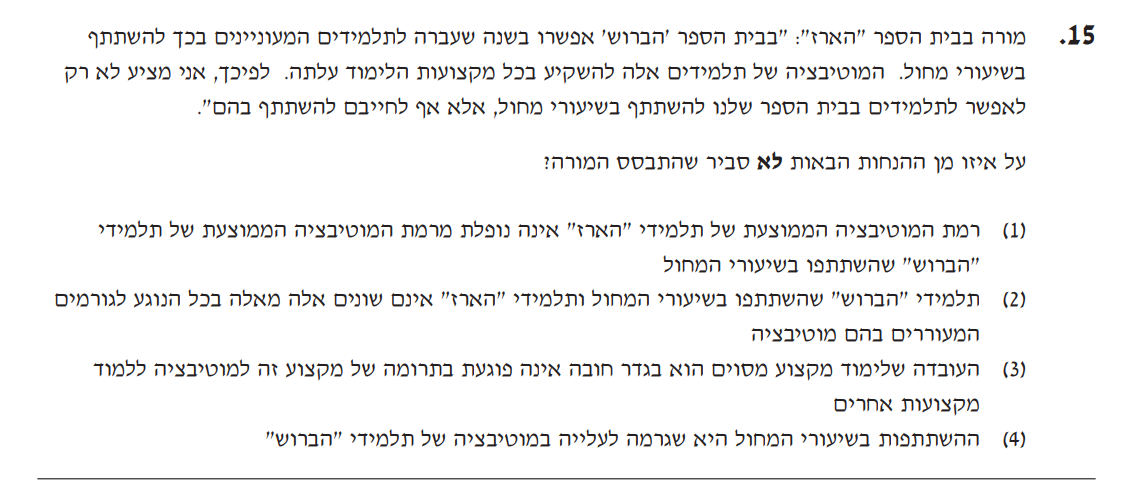 15. מורה בבית הספר "הארז": "בבית הספר 'הברוש' אפשרו בשנה שעברה לתלמידים המעוניינים בכך להשתתף
בשיעורי מחול. המוטיבציה של תלמידים אלה להשקיע בכל מקצועות הלימוד עלתה. לפיכך, אני מציע לא רק
לאפשר לתלמידים בבית הספר שלנו להשתתף בשיעורי מחול, אלא אף לחייבם להשתתף בהם".
על איזו מן ההנחות הבאות לא סביר שהתבסס המורה?
(1) רמת המוטיבציה הממוצעת של תלמידי "הארז" אינה נופלת מרמת המוטיבציה הממוצעת של תלמידי
"הברוש" שהשתתפו בשיעורי המחול
(2) תלמידי "הברוש" שהשתתפו בשיעורי המחול ותלמידי "הארז" אינם שונים אלה מאלה בכל הנוגע לגורמים
המעוררים בהם מוטיבציה
(3) העובדה שלימוד מקצוע מסוים הוא בגדר חובה אינה פוגעת בתרומה של מקצוע זה למוטיבציה ללמוד
מקצועות אחרים
(4) ההשתתפות בשיעורי המחול היא שגרמה לעלייה במוטיבציה של תלמידי "הברוש"